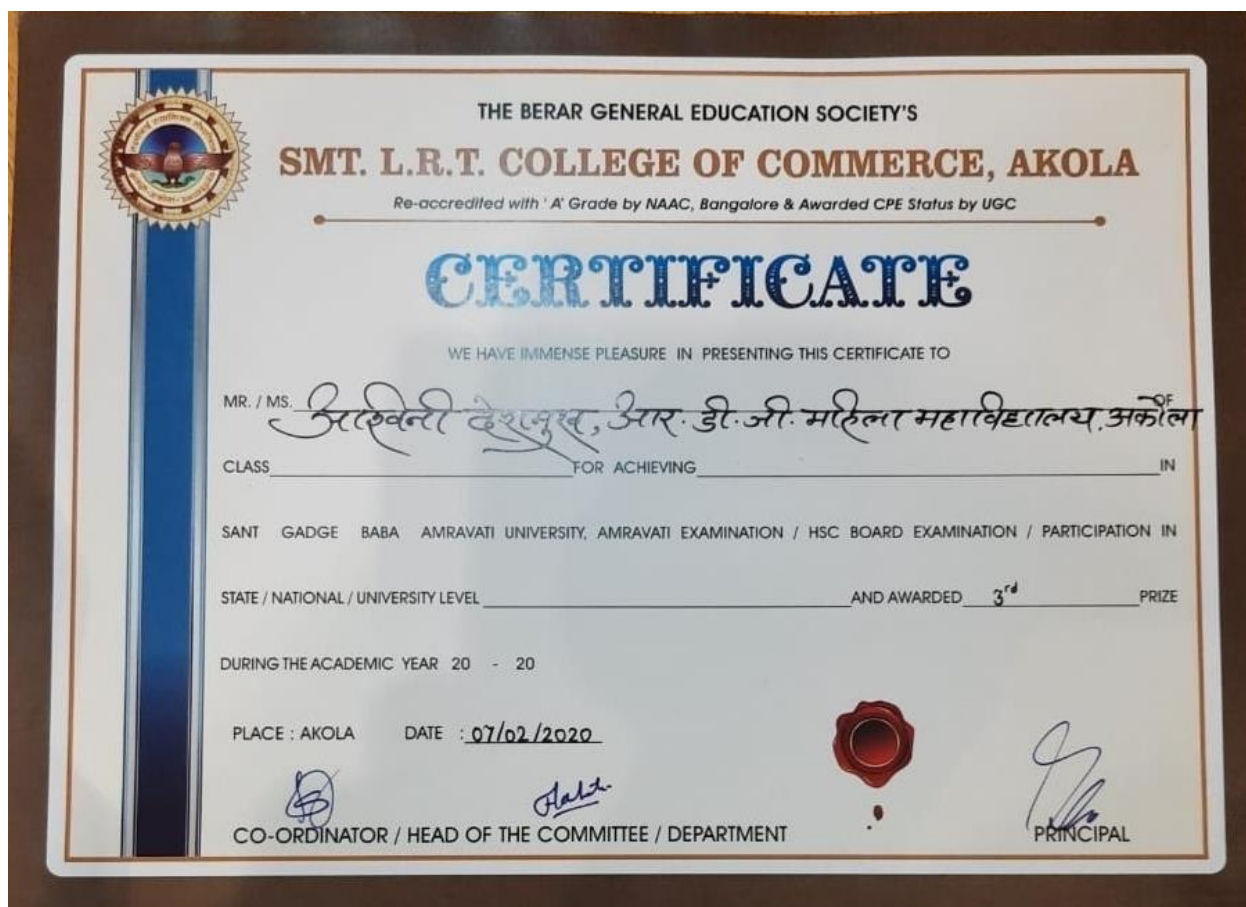 THE BERAR GENERAL EDUCATION SOCIETY'S
SMT. L.R.T. COLLEGE OF COMMERCE, AKOLA
Re-accredited with 'A' Grade by NAAC, Bangalore & Awarded CPE Status by UGC
CERTIFICATE
WE HAVE IMMENSE PLEASURE IN PRESENTING THIS CERTIFICATE TO
MR. / MS. आश्विनी देशमुख, आर. डी. जी. महिला महाविद्यालय, अकोला OF
CLASS FOR ACHIEVING IN
SANT GADGE BABA AMRAVATI UNIVERSITY, AMRAVATI EXAMINATION / HSC BOARD EXAMINATION / PARTICIPATION IN
STATE / NATIONAL / UNIVERSITY LEVEL AND AWARDED 3rd PRIZE
DURING THE ACADEMIC YEAR 20 - 20
PLACE : AKOLA DATE : 07/02/2020
CO-ORDINATOR / HEAD OF THE COMMITTEE / DEPARTMENT PRINCIPAL